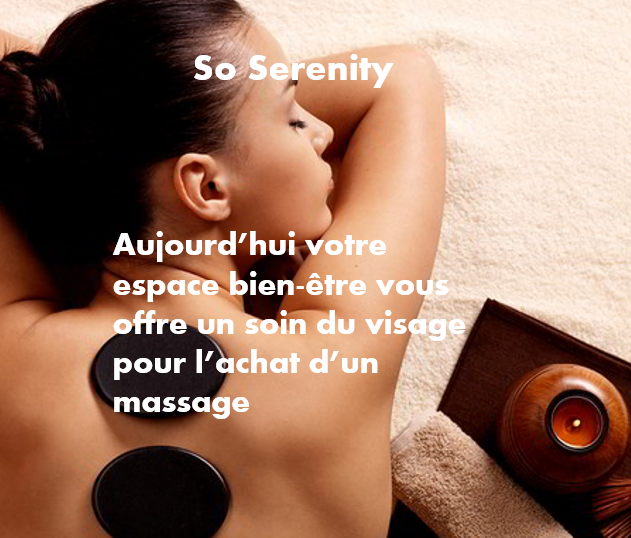 So Serenity
Aujourd’hui votre
espace bien-être vous
offre un soin du visage
pour l’achat d’un
massage